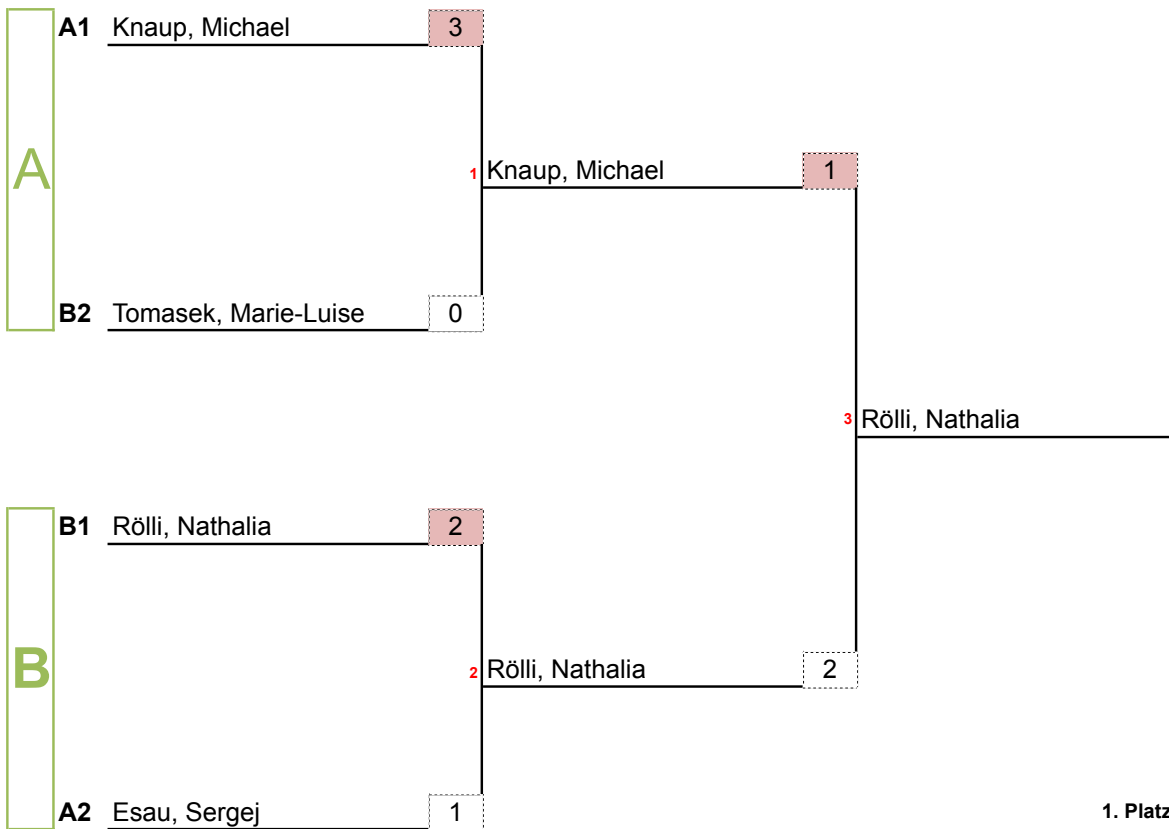 A1 Knaup, Michael 3
A
1 Knaup, Michael 1
B2 Tomasek, Marie-Luise 0
3 Rölli, Nathalia
B1 Rölli, Nathalia 2
B
2 Rölli, Nathalia 2
A2 Esau, Sergej 1
1. Platz